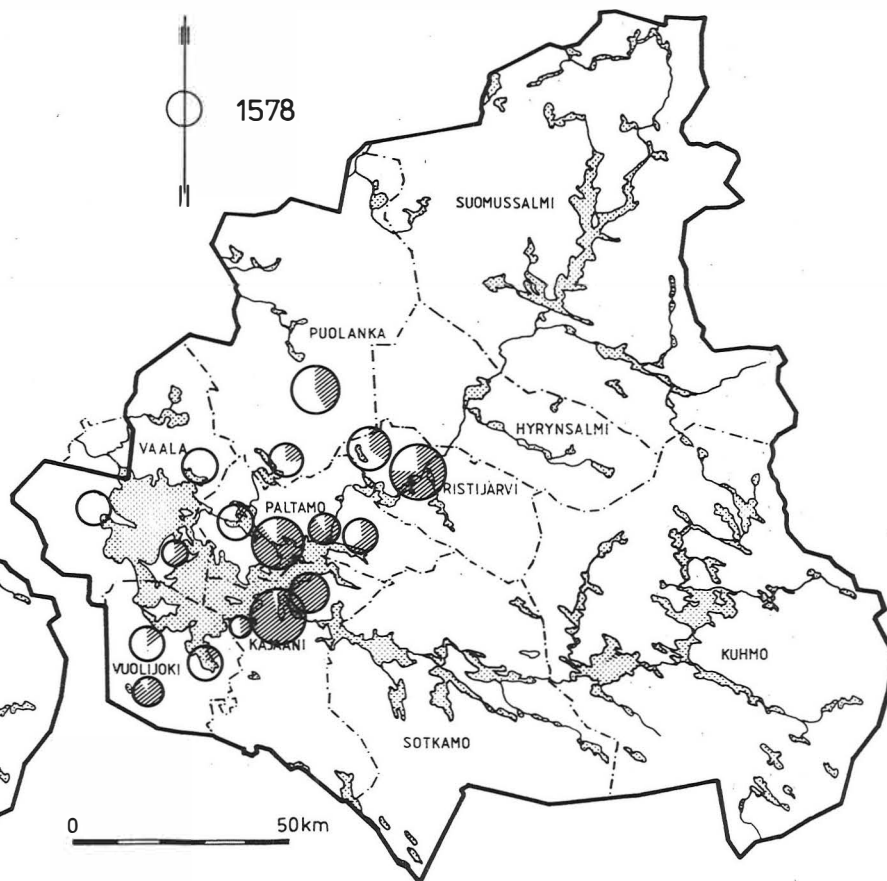 1578
SUOMUSSALMI
PUOLANKA
HYRYNSALMI
VAALA
RISTIJÄRVI
PALTAMO
KAJAANI
KUHMO
VUOLIJOKI
SOTKAMO
0 50km